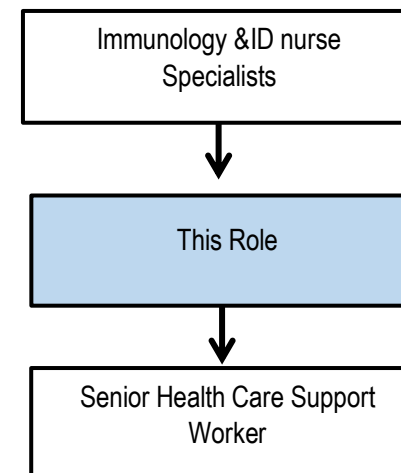 Immunology &ID nurse
Specialists
This Role
Senior Health Care Support
Worker